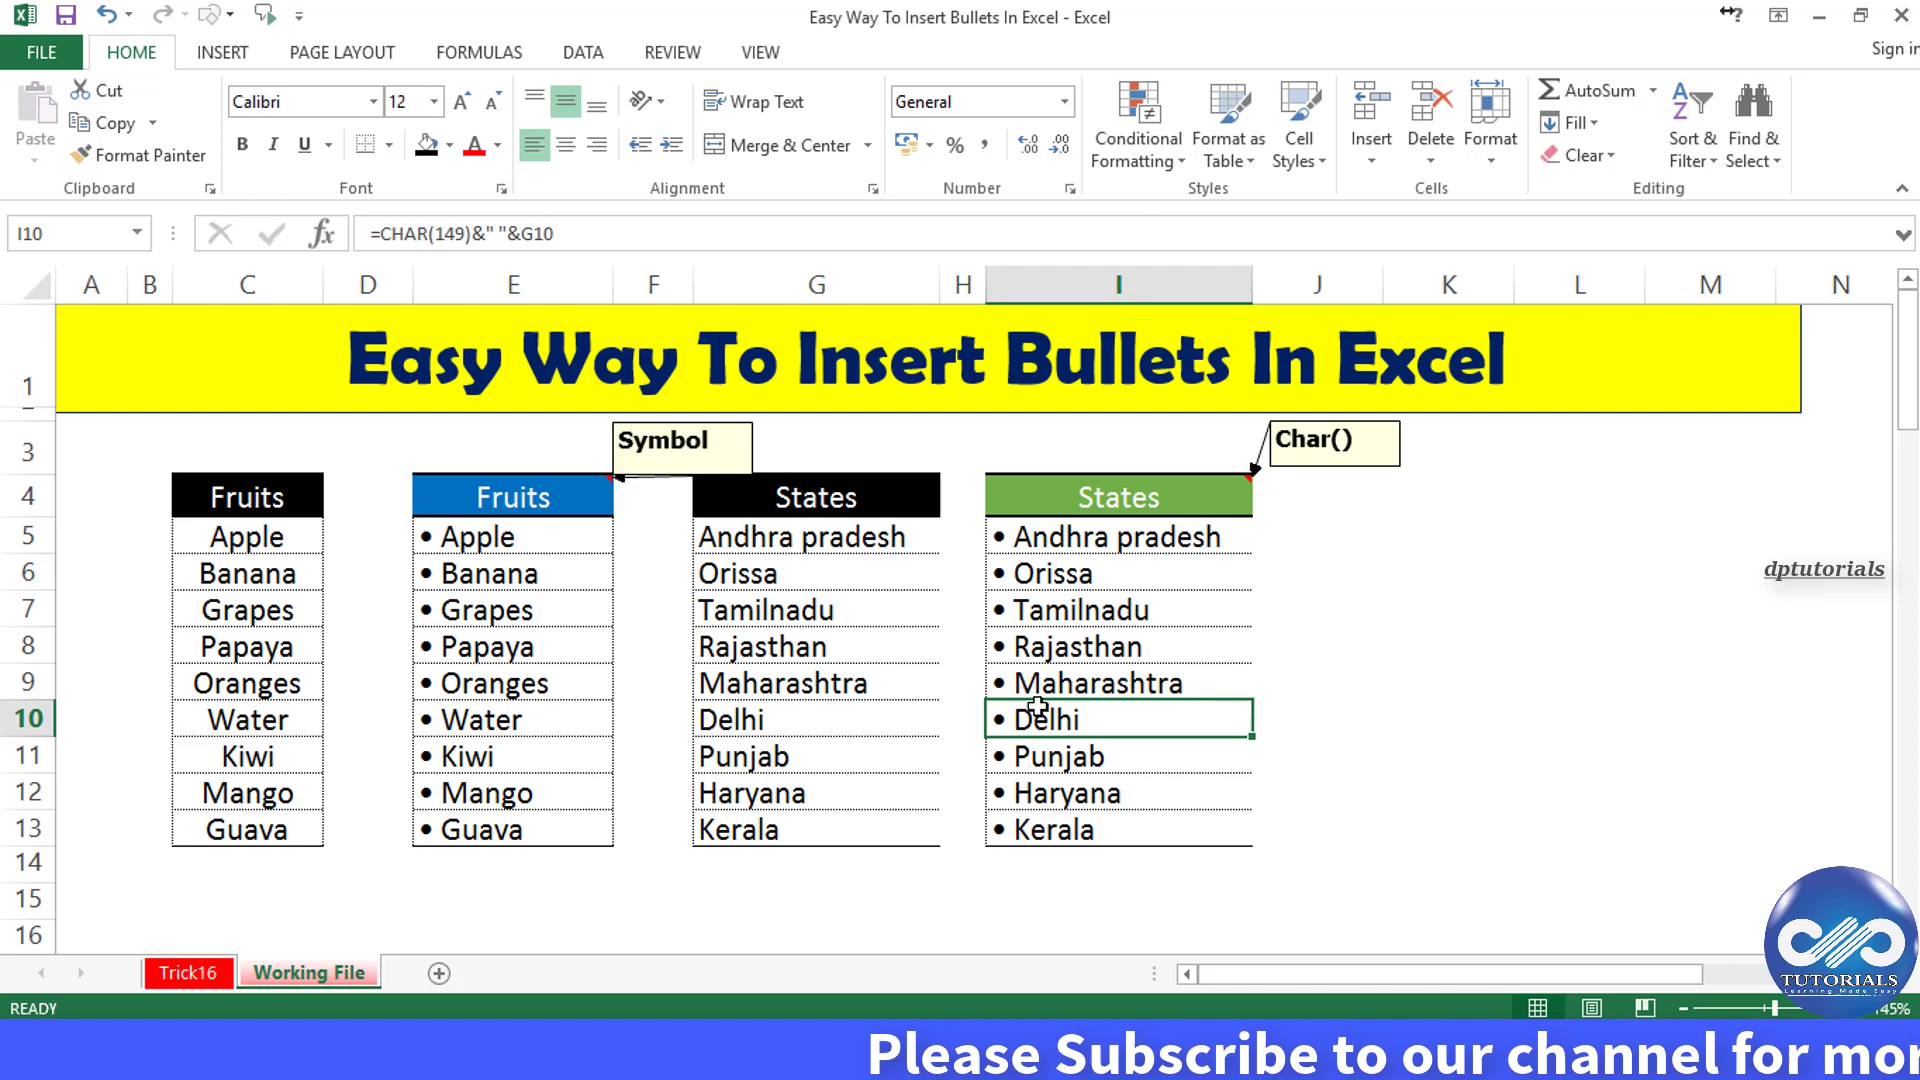 Easy Way To Insert Bullets In Excel - Excel
Sign in
FILE HOME INSERT PAGE LAYOUT FORMULAS DATA REVIEW VIEW
Paste
Cut
Copy
Format Painter
Clipboard
Calibri 12
B I U
Font
Wrap Text
Merge & Center
Alignment
General
% , .00
Number
Conditional Formatting
Format as Table
Cell Styles
Styles
Insert
Delete
Format
Cells
AutoSum
Fill
Clear
Sort & Filter
Find & Select
Editing
I10 fx =CHAR(149)&" "&G10
A B C D E F G H I J K L M N
1 Easy Way To Insert Bullets In Excel
3 Symbol Char()
4 Fruits Fruits States States
5 Apple • Apple Andhra pradesh • Andhra pradesh
6 Banana • Banana Orissa • Orissa
dptutorials
7 Grapes • Grapes Tamilnadu • Tamilnadu
8 Papaya • Papaya Rajasthan • Rajasthan
9 Oranges • Oranges Maharashtra • Maharashtra
10 Water • Water Delhi • Delhi
11 Kiwi • Kiwi Punjab • Punjab
12 Mango • Mango Haryana • Haryana
13 Guava • Guava Kerala • Kerala
14
15
16
Trick16 Working File
TUTORIALS
Learning Made Easy
READY 145%
Please Subscribe to our channel for mor